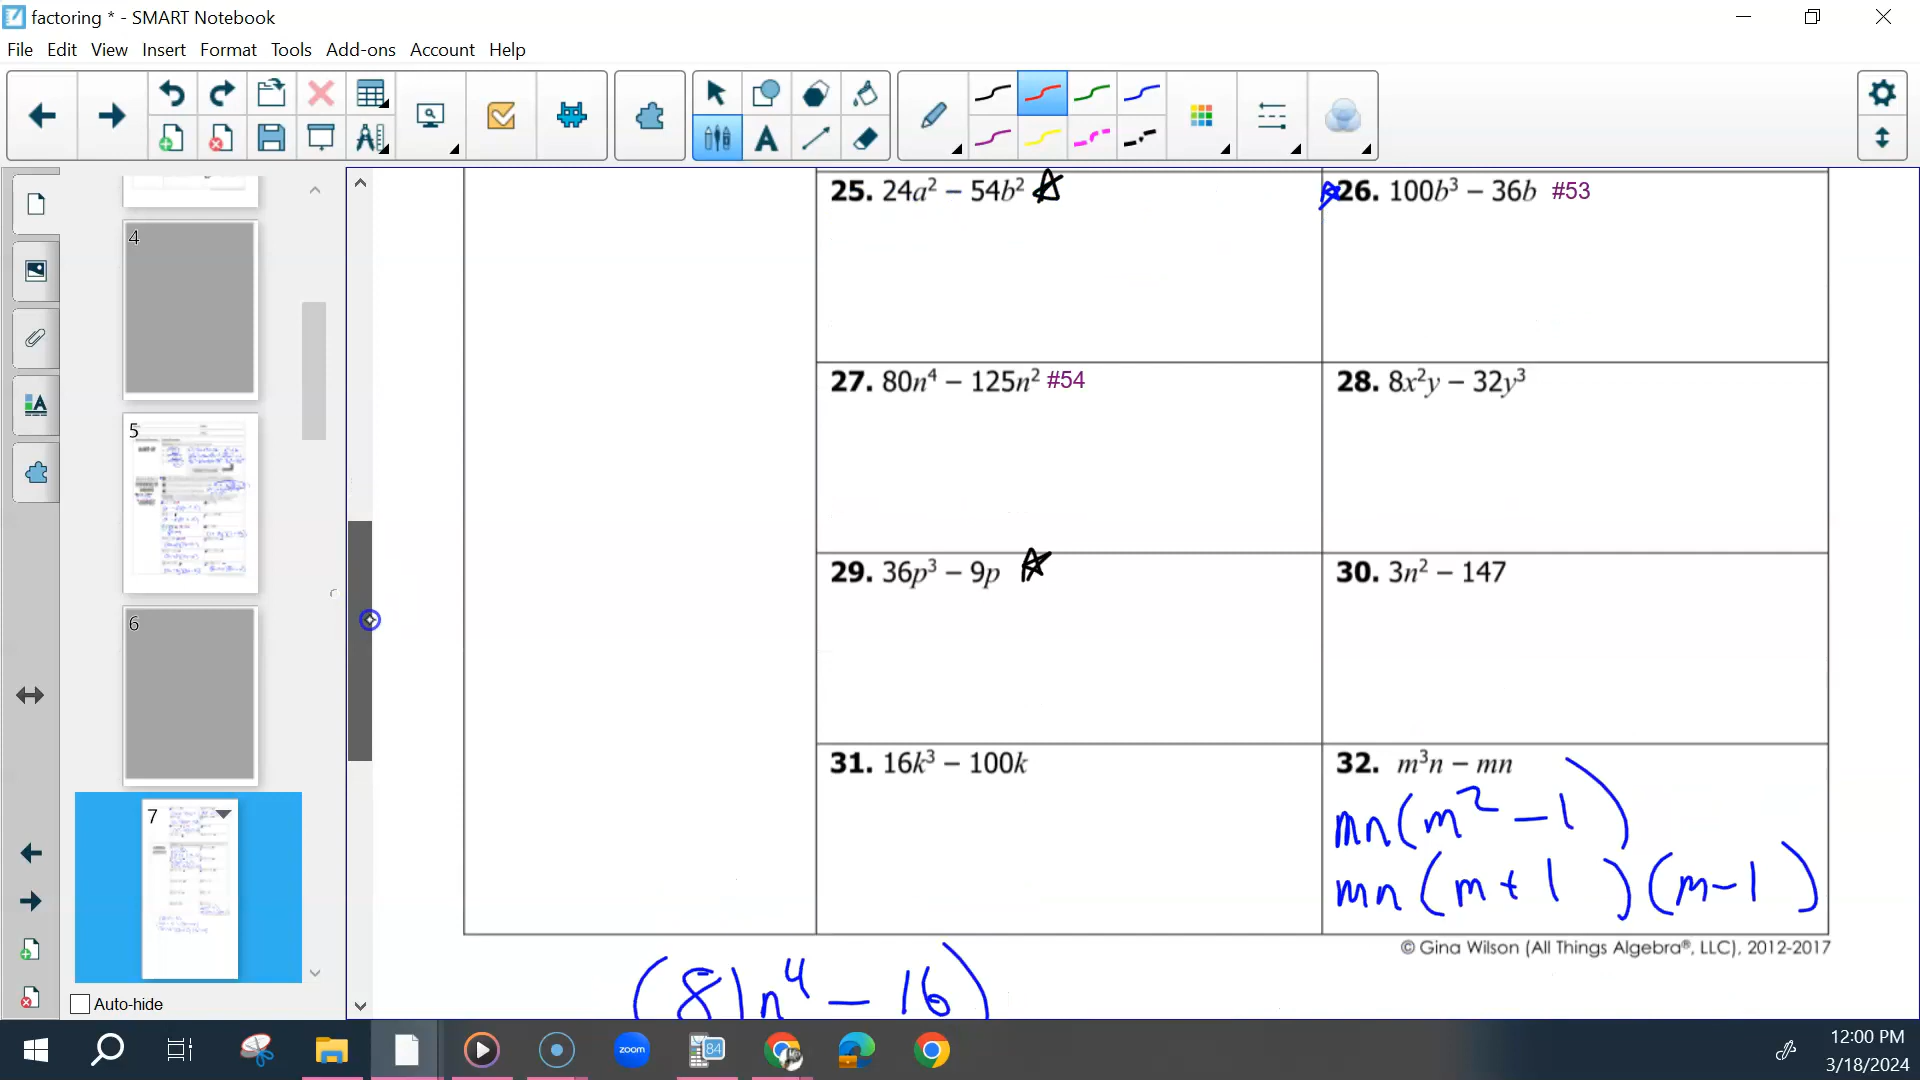 factoring * - SMART Notebook
File Edit View Insert Format Tools Add-ons Account Help
4
5
6
7
25. 24a² – 54b²
26. 100b³ – 36b #53
27. 80n⁴ – 125n² #54
28. 8x²y – 32y³
29. 36p³ – 9p
30. 3n² – 147
31. 16k³ – 100k
32. m³n – mn
mn(m² – 1)
mn(m + 1)(m – 1)
© Gina Wilson (All Things Algebra®, LLC), 2012-2017
(81n⁴ – 16)
Auto-hide
zoom
84
12:00 PM
3/18/2024